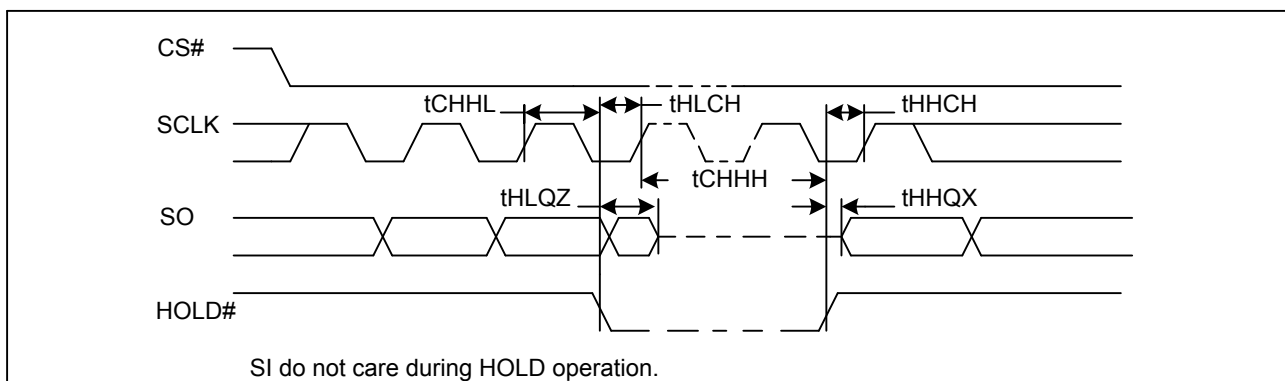 CS#
tCHHL
tHLCH
tHHCH
SCLK
tCHHH
tHLQZ
tHHQX
SO
HOLD#
SI do not care during HOLD operation.